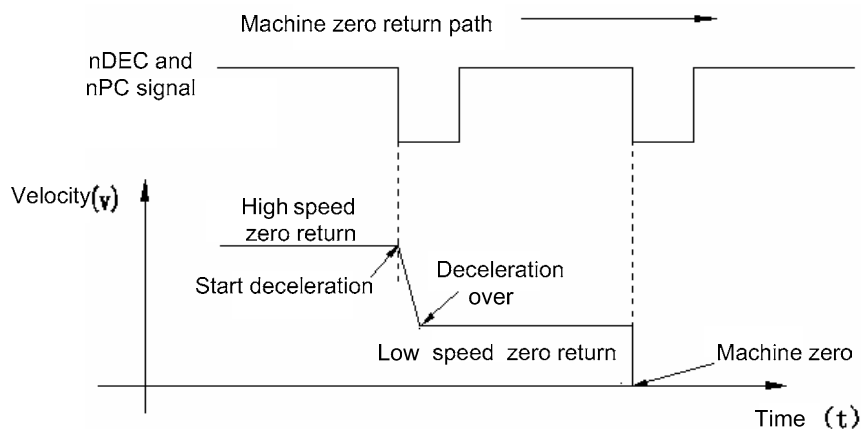 Machine zero return path
nDEC and
nPC signal
Velocity(v)
High speed
zero return
Start deceleration
Deceleration
over
Low speed zero return
Machine zero
Time (t)